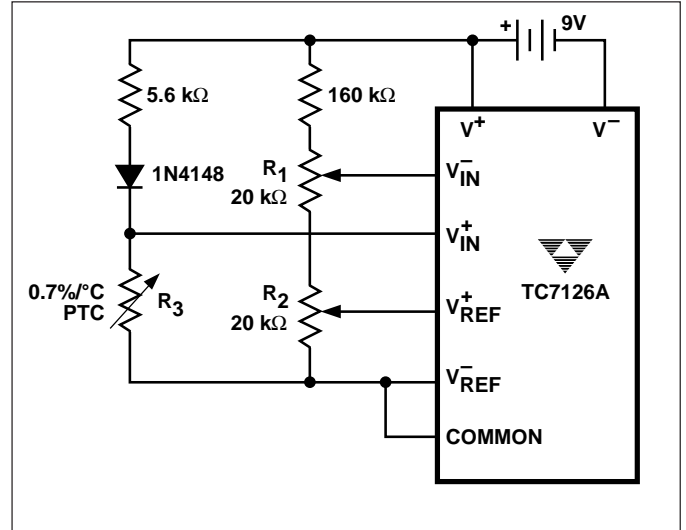 + 9V
5.6 kΩ
160 kΩ
V+ V−
1N4148
R1
20 kΩ
V−IN
V+IN
0.7%/°C
PTC
R3
R2
20 kΩ
V+REF
TC7126A
V−REF
COMMON